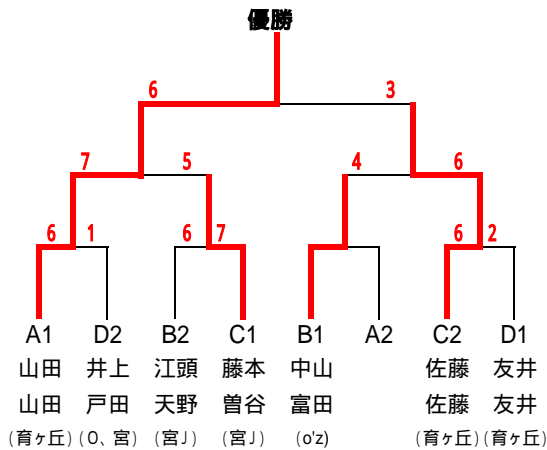 優勝
6 3
7 5 4 6
6 1 6 7 6 2
A1 D2 B2 C1 B1 A2 C2 D1
山田 井上 江頭 藤本 中山 佐藤 友井
山田 戸田 天野 曽谷 富田 佐藤 友井
(育ヶ丘) (O、宮) (宮J) (宮J) (o'z) (育ヶ丘) (育ヶ丘)